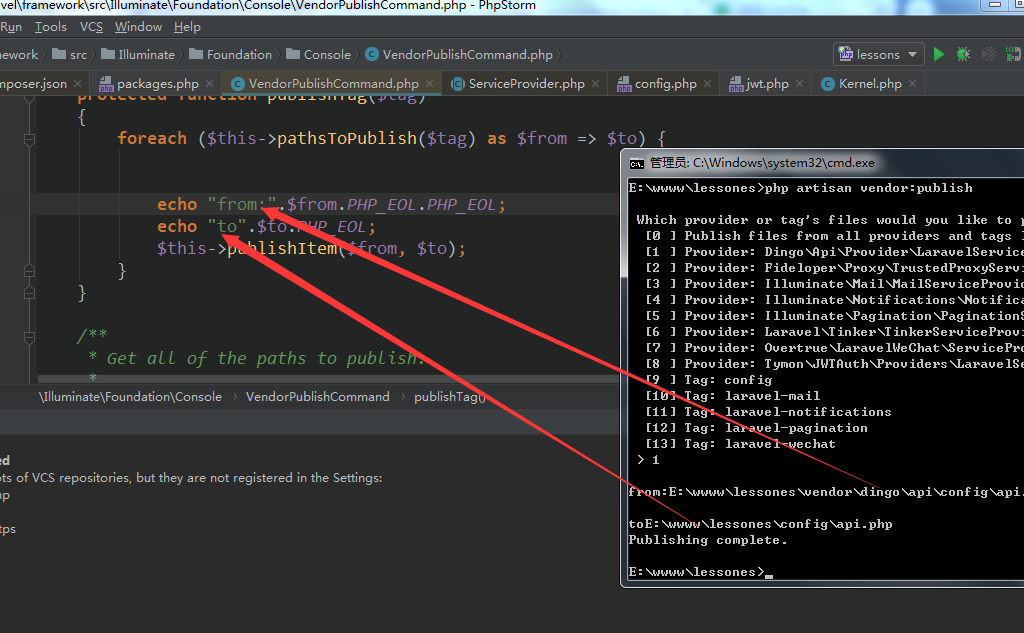 vel\framework\src\Illuminate\Foundation\Console\VendorPublishCommand.php - PhpStorm
Run Tools VCS Window Help
ework src Illuminate Foundation Console VendorPublishCommand.php lessons
mposer.json packages.php VendorPublishCommand.php ServiceProvider.php config.php jwt.php Kernel.php
protected function publishTag($tag)
{
foreach ($this->pathsToPublish($tag) as $from => $to) {
echo "from:".$from.PHP_EOL.PHP_EOL;
echo "to".$to.PHP_EOL;
$this->publishItem($from, $to);
}
}
/**
* Get all of the paths to publish.
*
\Illuminate\Foundation\Console › VendorPublishCommand › publishTag()
ed
ots of VCS repositories, but they are not registered in the Settings:
np
tps
管理员: C:\Windows\system32\cmd.exe
E:\wwww\lessones>php artisan vendor:publish
Which provider or tag's files would you like to p
[0 ] Publish files from all providers and tags
[1 ] Provider: Dingo\Api\Provider\LaravelService
[2 ] Provider: Fideloper\Proxy\TrustedProxyServi
[3 ] Provider: Illuminate\Mail\MailServiceProvid
[4 ] Provider: Illuminate\Notifications\Notifica
[5 ] Provider: Illuminate\Pagination\PaginationS
[6 ] Provider: Laravel\Tinker\TinkerServiceProvi
[7 ] Provider: Overtrue\LaravelWeChat\ServicePro
[8 ] Provider: Tymon\JWTAuth\Providers\LaravelSe
[9 ] Tag: config
[10] Tag: laravel-mail
[11] Tag: laravel-notifications
[12] Tag: laravel-pagination
[13] Tag: laravel-wechat
> 1
from:E:\wwww\lessones\vendor\dingo\api\config\api.
toE:\wwww\lessones\config\api.php
Publishing complete.
E:\wwww\lessones>